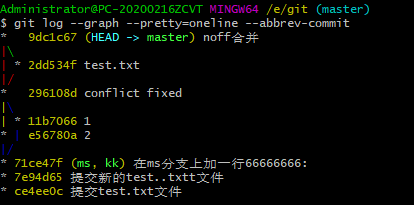 Administrator@PC-20200216ZCVT MINGW64 /e/git (master)
$ git log --graph --pretty=oneline --abbrev-commit
*   9dc1c67 (HEAD -> master) noff合并
|\
| * 2dd534f test.txt
|/
*   296108d conflict fixed
|\
| * 11b7066 1
* | e56780a 2
|/
* 71ce47f (ms, kk) 在ms分支上加一行66666666:
* 7e94d65 提交新的test..txtt文件
* ce4ee0c 提交test.txt文件